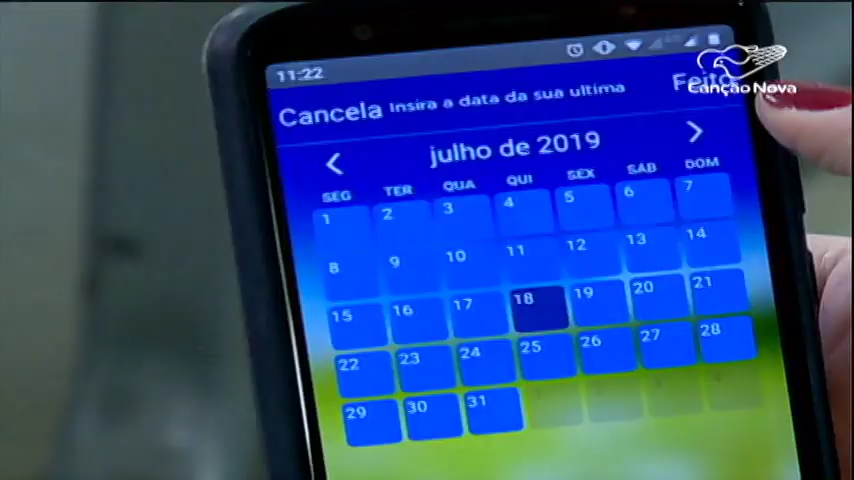 11:22
Cancela Insira a data da sua ultima Feito
Canção Nova
julho de 2019
SEG TER QUA QUI SEX SÁB DOM
1 2 3 4 5 6 7
8 9 10 11 12 13 14
15 16 17 18 19 20 21
22 23 24 25 26 27 28
29 30 31